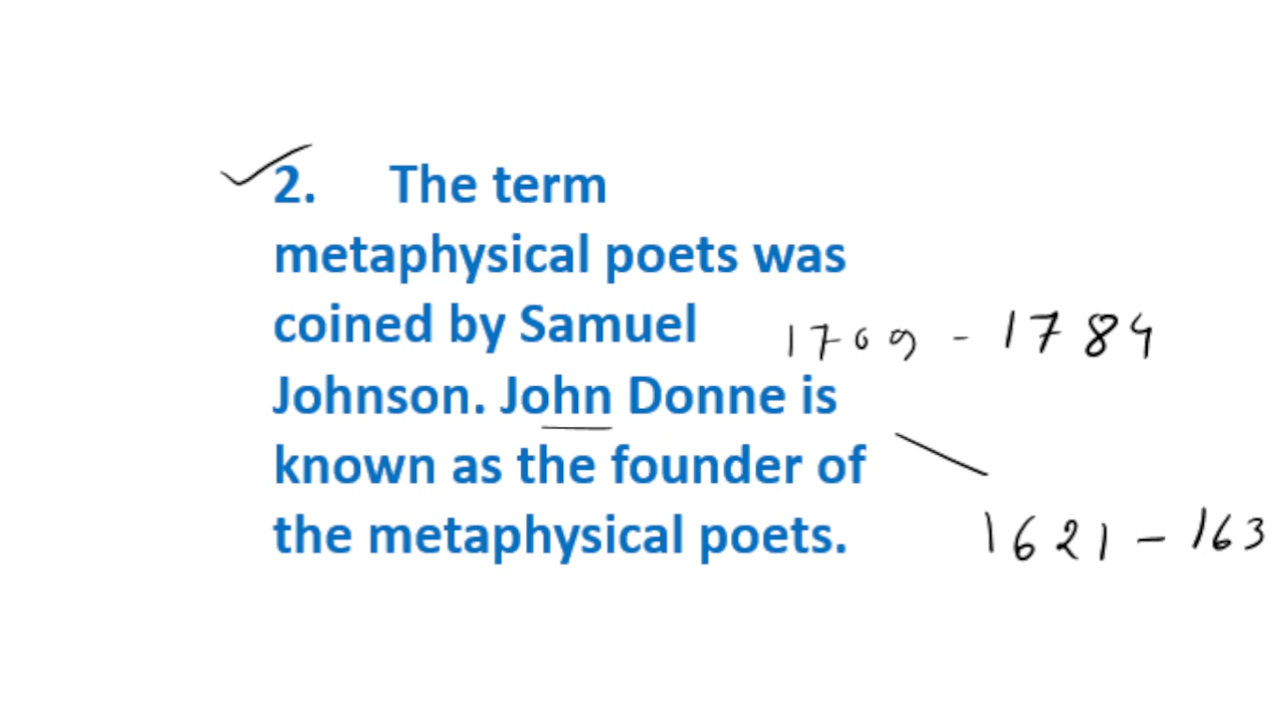 2. The term
metaphysical poets was
coined by Samuel
1709 - 1784
Johnson. John Donne is
known as the founder of
the metaphysical poets.
1621 - 163